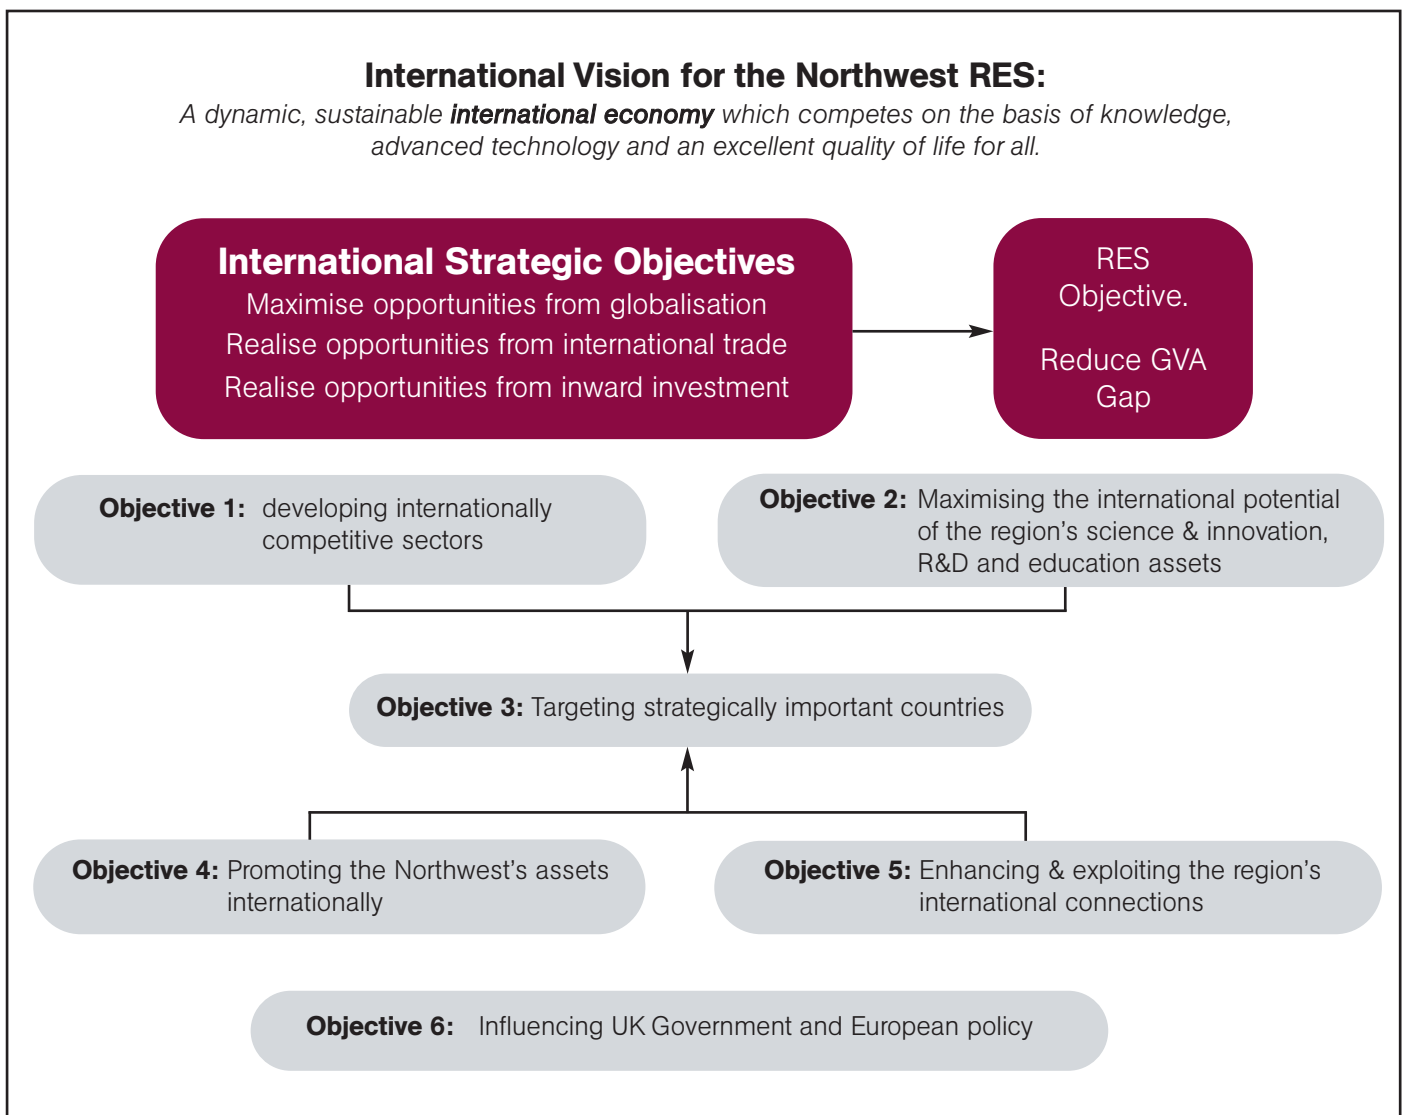 International Vision for the Northwest RES:
A dynamic, sustainable international economy which competes on the basis of knowledge,
advanced technology and an excellent quality of life for all.
International Strategic Objectives
Maximise opportunities from globalisation
Realise opportunities from international trade
Realise opportunities from inward investment
RES
Objective.
Reduce GVA
Gap
Objective 1: developing internationally
competitive sectors
Objective 2: Maximising the international potential
of the region's science & innovation,
R&D and education assets
Objective 3: Targeting strategically important countries
Objective 4: Promoting the Northwest's assets
internationally
Objective 5: Enhancing & exploiting the region's
international connections
Objective 6: Influencing UK Government and European policy